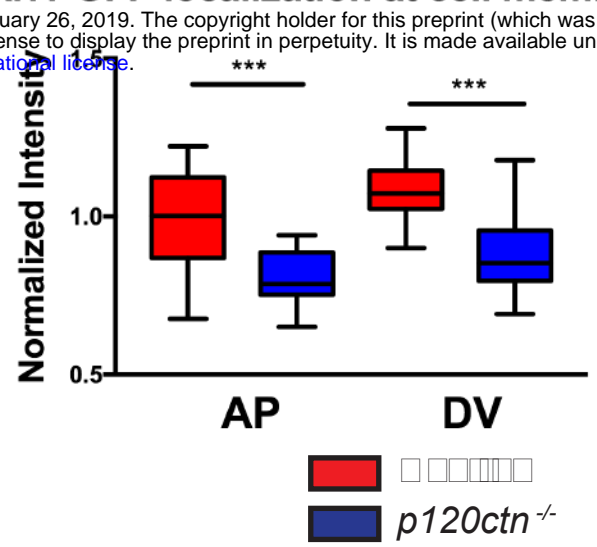 uary 26, 2019. The copyright holder for this preprint (which was
ense to display the preprint in perpetuity. It is made available un
ational license.
1.5
***
***
Normalized Intensity
1.0
0.5
AP
DV
p120ctn -/-